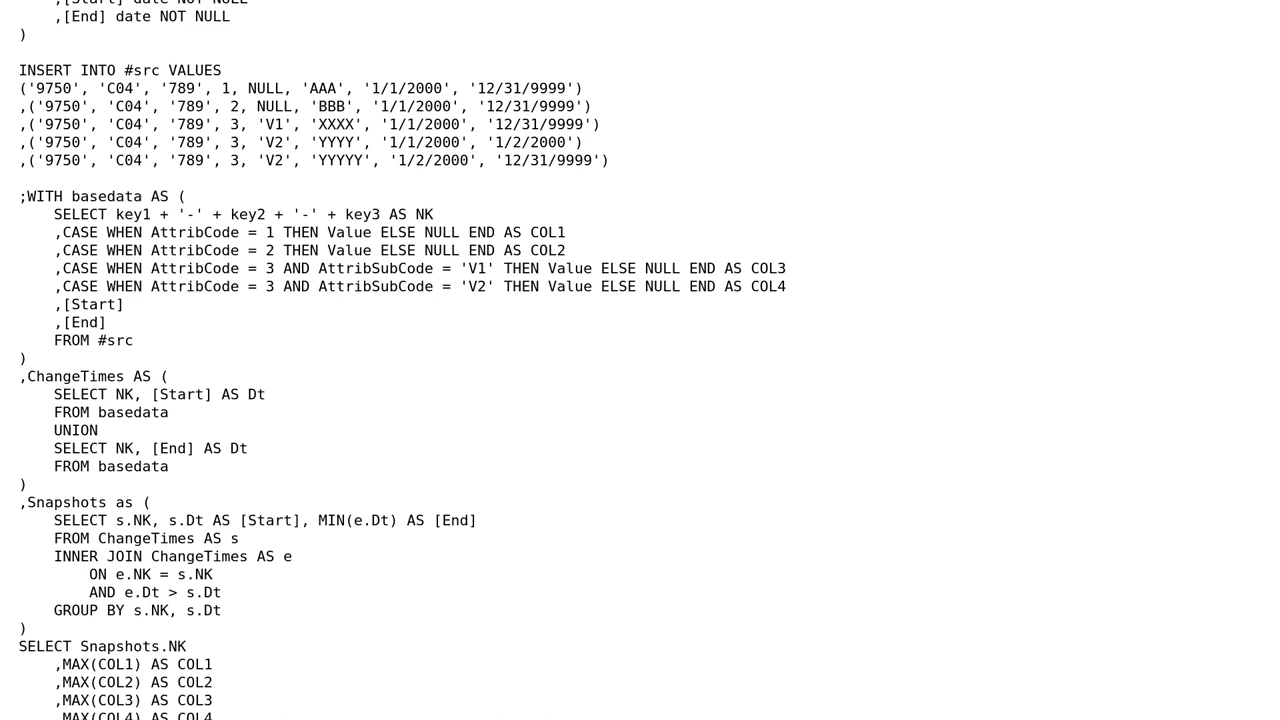 ,[Start] date NOT NULL
,[End] date NOT NULL
)
INSERT INTO #src VALUES
('9750', 'C04', '789', 1, NULL, 'AAA', '1/1/2000', '12/31/9999')
,('9750', 'C04', '789', 2, NULL, 'BBB', '1/1/2000', '12/31/9999')
,('9750', 'C04', '789', 3, 'V1', 'XXXX', '1/1/2000', '12/31/9999')
,('9750', 'C04', '789', 3, 'V2', 'YYYY', '1/1/2000', '1/2/2000')
,('9750', 'C04', '789', 3, 'V2', 'YYYYY', '1/2/2000', '12/31/9999')
;WITH basedata AS (
SELECT key1 + '-' + key2 + '-' + key3 AS NK
,CASE WHEN AttribCode = 1 THEN Value ELSE NULL END AS COL1
,CASE WHEN AttribCode = 2 THEN Value ELSE NULL END AS COL2
,CASE WHEN AttribCode = 3 AND AttribSubCode = 'V1' THEN Value ELSE NULL END AS COL3
,CASE WHEN AttribCode = 3 AND AttribSubCode = 'V2' THEN Value ELSE NULL END AS COL4
,[Start]
,[End]
FROM #src
)
,ChangeTimes AS (
SELECT NK, [Start] AS Dt
FROM basedata
UNION
SELECT NK, [End] AS Dt
FROM basedata
)
,Snapshots as (
SELECT s.NK, s.Dt AS [Start], MIN(e.Dt) AS [End]
FROM ChangeTimes AS s
INNER JOIN ChangeTimes AS e
ON e.NK = s.NK
AND e.Dt > s.Dt
GROUP BY s.NK, s.Dt
)
SELECT Snapshots.NK
,MAX(COL1) AS COL1
,MAX(COL2) AS COL2
,MAX(COL3) AS COL3
,MAX(COL4) AS COL4